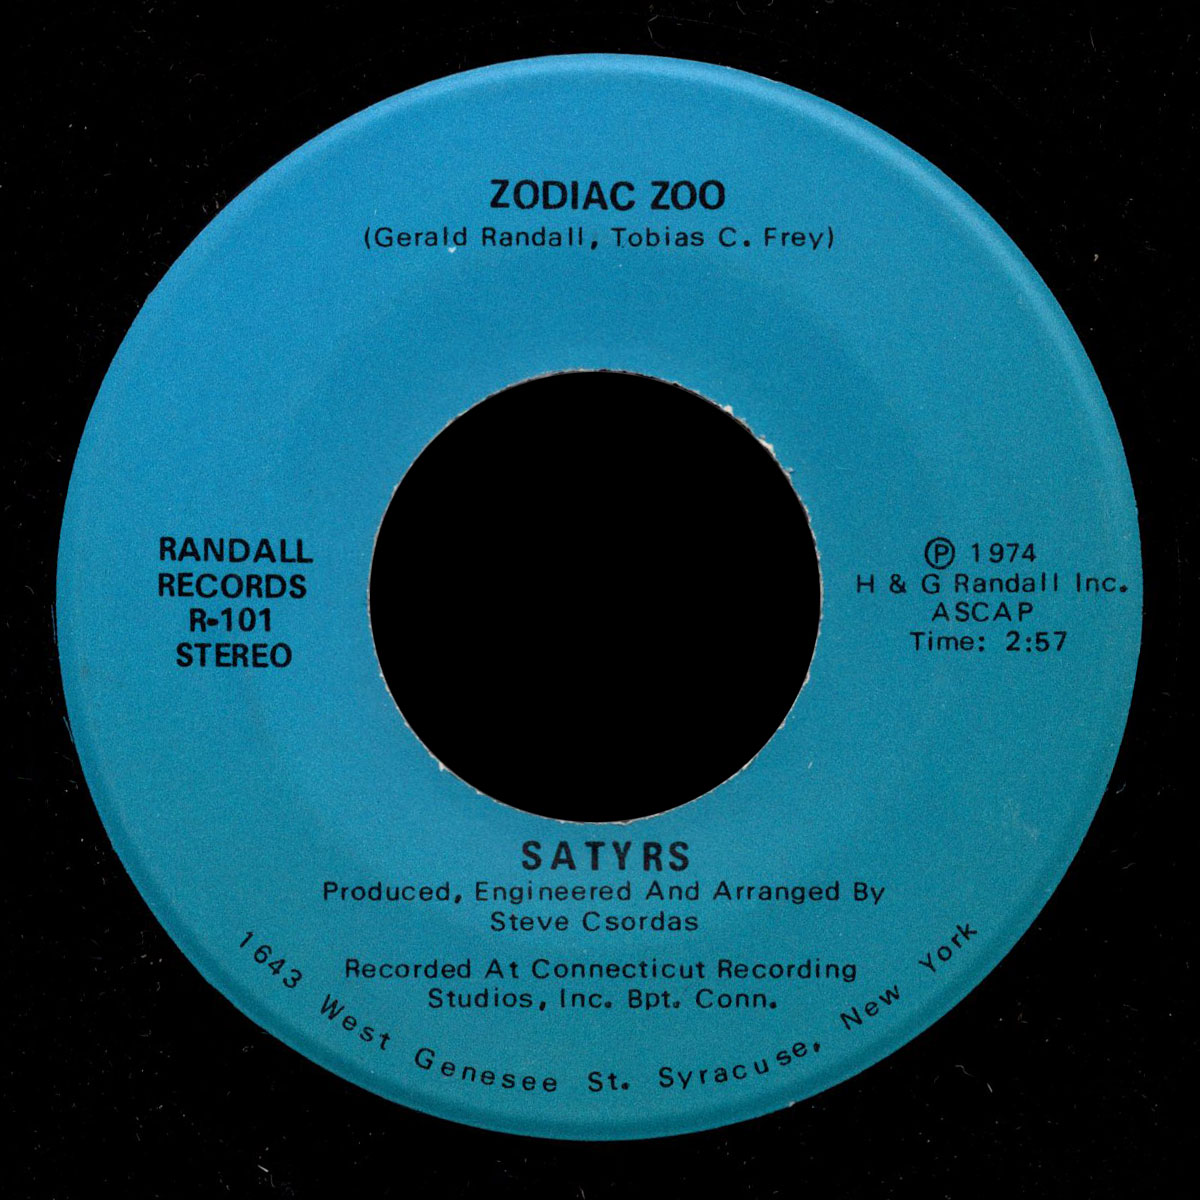 ZODIAC ZOO
(Gerald Randall, Tobias C. Frey)
RANDALL
RECORDS
R-101
STEREO
Ⓟ 1974
H & G Randall Inc.
ASCAP
Time: 2:57
SATYRS
Produced, Engineered And Arranged By
Steve Csordas
Recorded At Connecticut Recording
Studios, Inc. Bpt. Conn.
1643 West Genesee St. Syracuse, New York